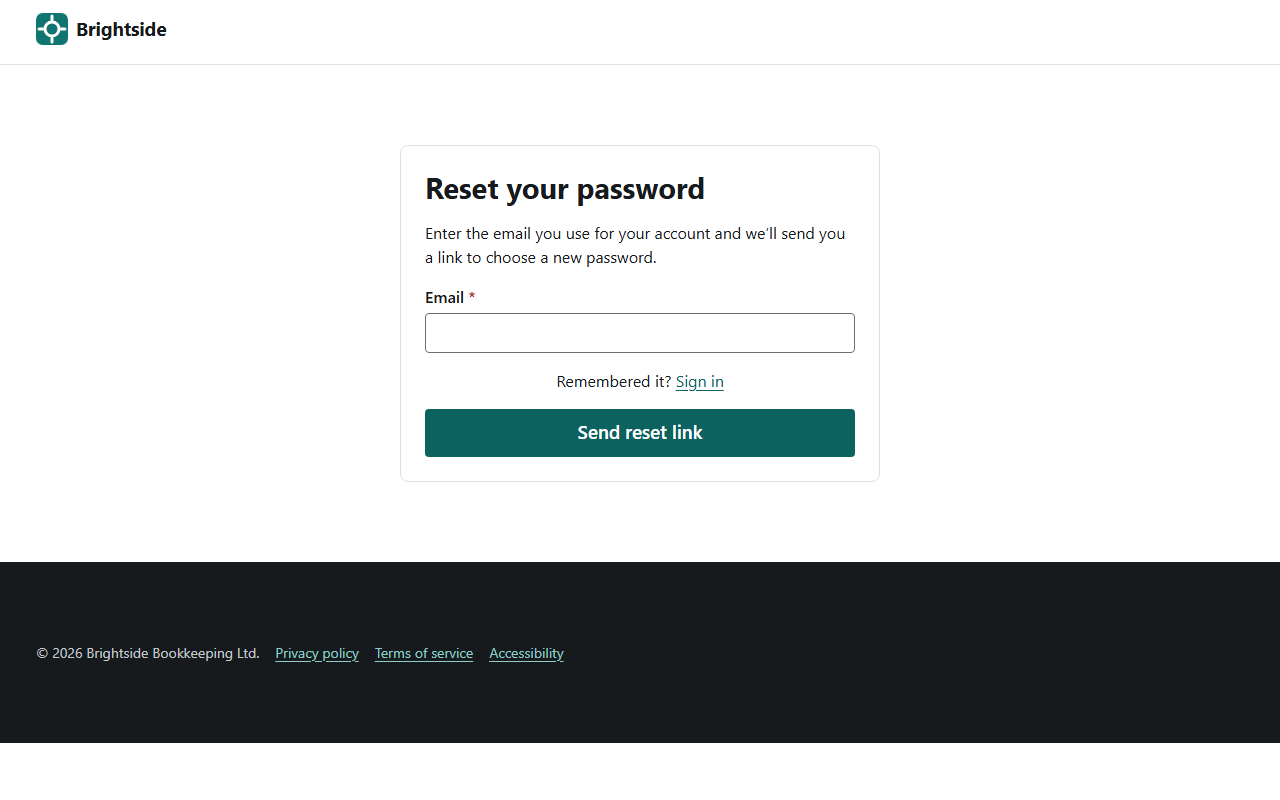 Brightside
Reset your password
Enter the email you use for your account and we’ll send you
a link to choose a new password.
Email *
Remembered it? Sign in
Send reset link
© 2026 Brightside Bookkeeping Ltd. Privacy policy Terms of service Accessibility